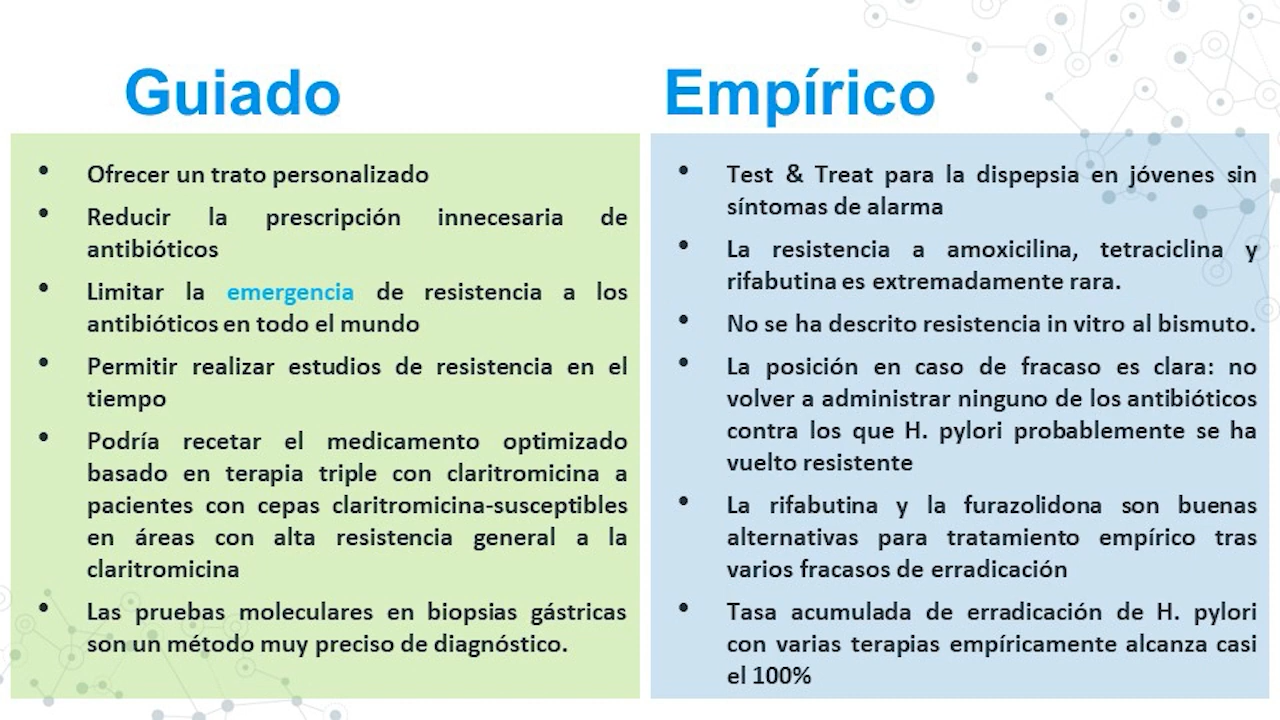 Guiado
• Ofrecer un trato personalizado
• Reducir la prescripción innecesaria de
antibióticos
• Limitar la emergencia de resistencia a los
antibióticos en todo el mundo
• Permitir realizar estudios de resistencia en el
tiempo
• Podría recetar el medicamento optimizado
basado en terapia triple con claritromicina a
pacientes con cepas claritromicina-susceptibles
en áreas con alta resistencia general a la
claritromicina
• Las pruebas moleculares en biopsias gástricas
son un método muy preciso de diagnóstico.
Empírico
• Test & Treat para la dispepsia en jóvenes sin
síntomas de alarma
• La resistencia a amoxicilina, tetraciclina y
rifabutina es extremadamente rara.
• No se ha descrito resistencia in vitro al bismuto.
• La posición en caso de fracaso es clara: no
volver a administrar ninguno de los antibióticos
contra los que H. pylori probablemente se ha
vuelto resistente
• La rifabutina y la furazolidona son buenas
alternativas para tratamiento empírico tras
varios fracasos de erradicación
• Tasa acumulada de erradicación de H. pylori
con varias terapias empíricamente alcanza casi
el 100%